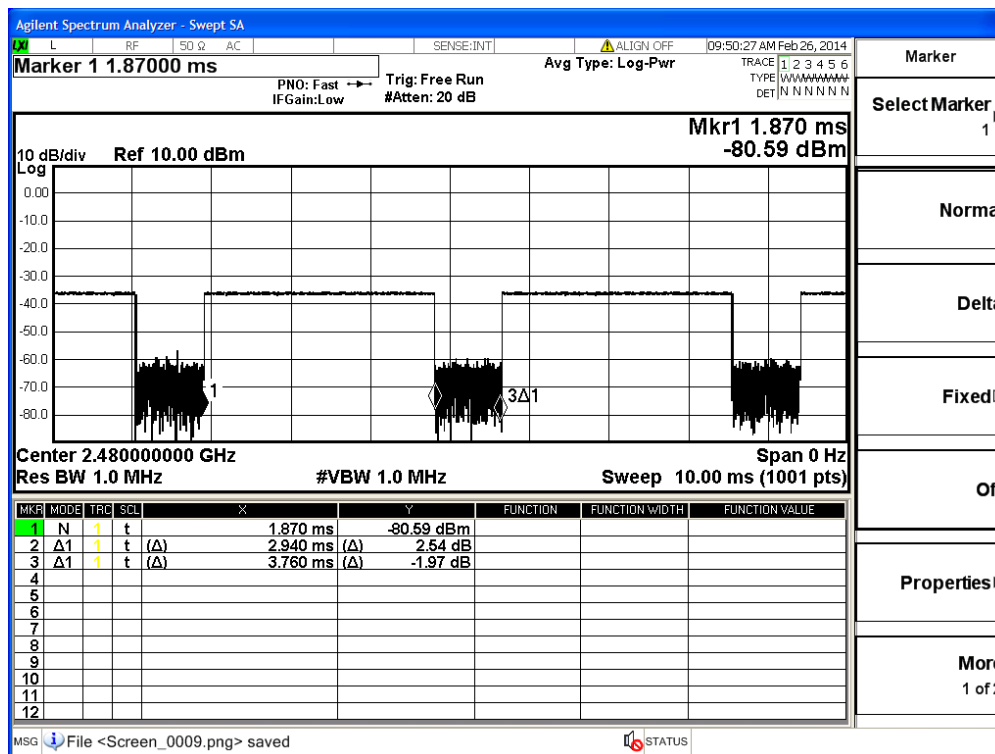 Agilent Spectrum Analyzer - Swept SA
LXI L RF 50 Ω AC SENSE:INT ALIGN OFF 09:50:27 AM Feb 26, 2014
Marker 1 1.87000 ms
PNO: Fast
IFGain:Low
Trig: Free Run
#Atten: 20 dB
Avg Type: Log-Pwr
TRACE 1 2 3 4 5 6
TYPE
DET N N N N N N
Mkr1 1.870 ms
-80.59 dBm
10 dB/div Ref 10.00 dBm
Log
0.00
-10.0
-20.0
-30.0
-40.0
-50.0
-60.0
-70.0
-80.0
1
3Δ1
Center 2.480000000 GHz Span 0 Hz
Res BW 1.0 MHz #VBW 1.0 MHz Sweep 10.00 ms (1001 pts)
MKR MODE TRC SCL X Y FUNCTION FUNCTION WIDTH FUNCTION VALUE
1 N 1 t 1.870 ms -80.59 dBm
2 Δ1 1 t (Δ) 2.940 ms (Δ) 2.54 dB
3 Δ1 1 t (Δ) 3.760 ms (Δ) -1.97 dB
4
5
6
7
8
9
10
11
12
MSG File <Screen_0009.png> saved STATUS
Marker
Select Marker
1
Norma
Delta
Fixed
Of
Properties
More
1 of 2